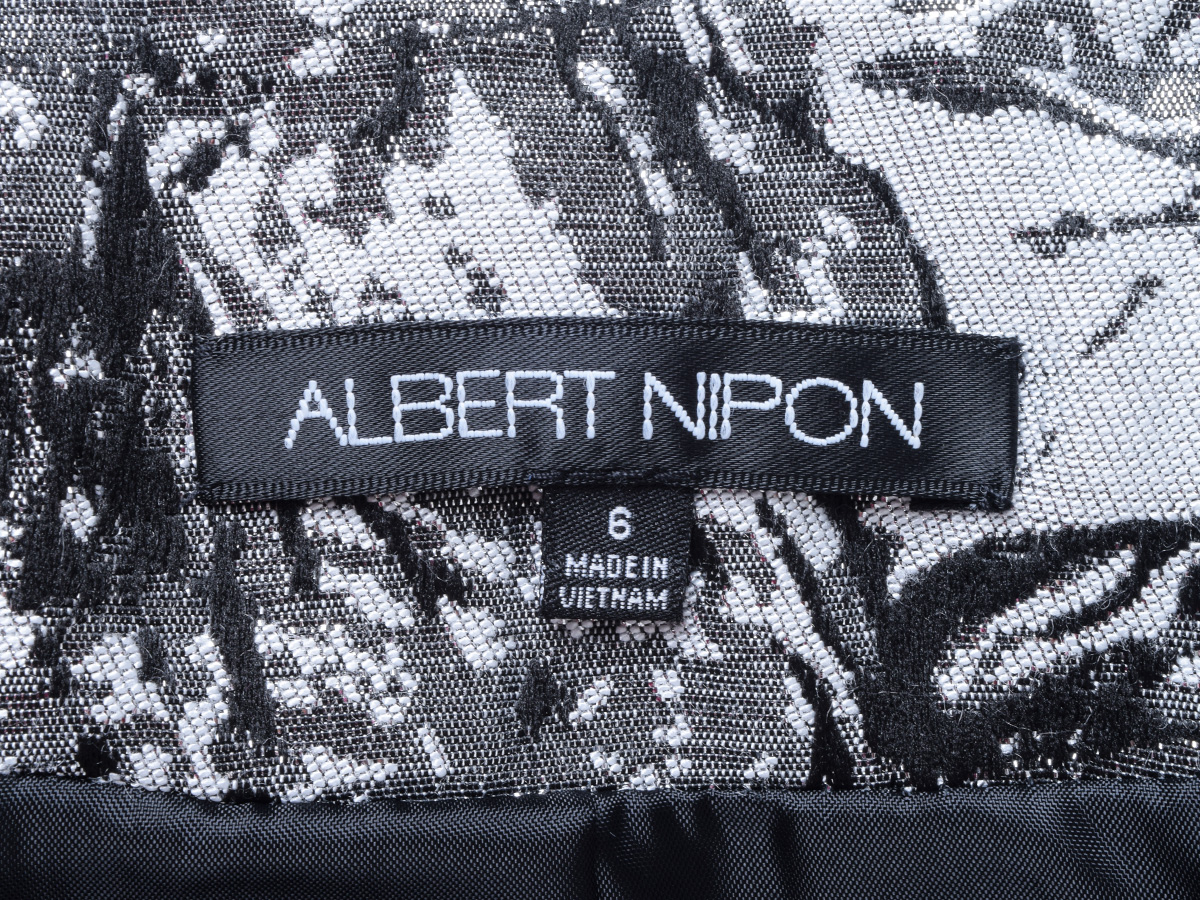 ALBERT NIPON
6
MADE IN
VIETNAM